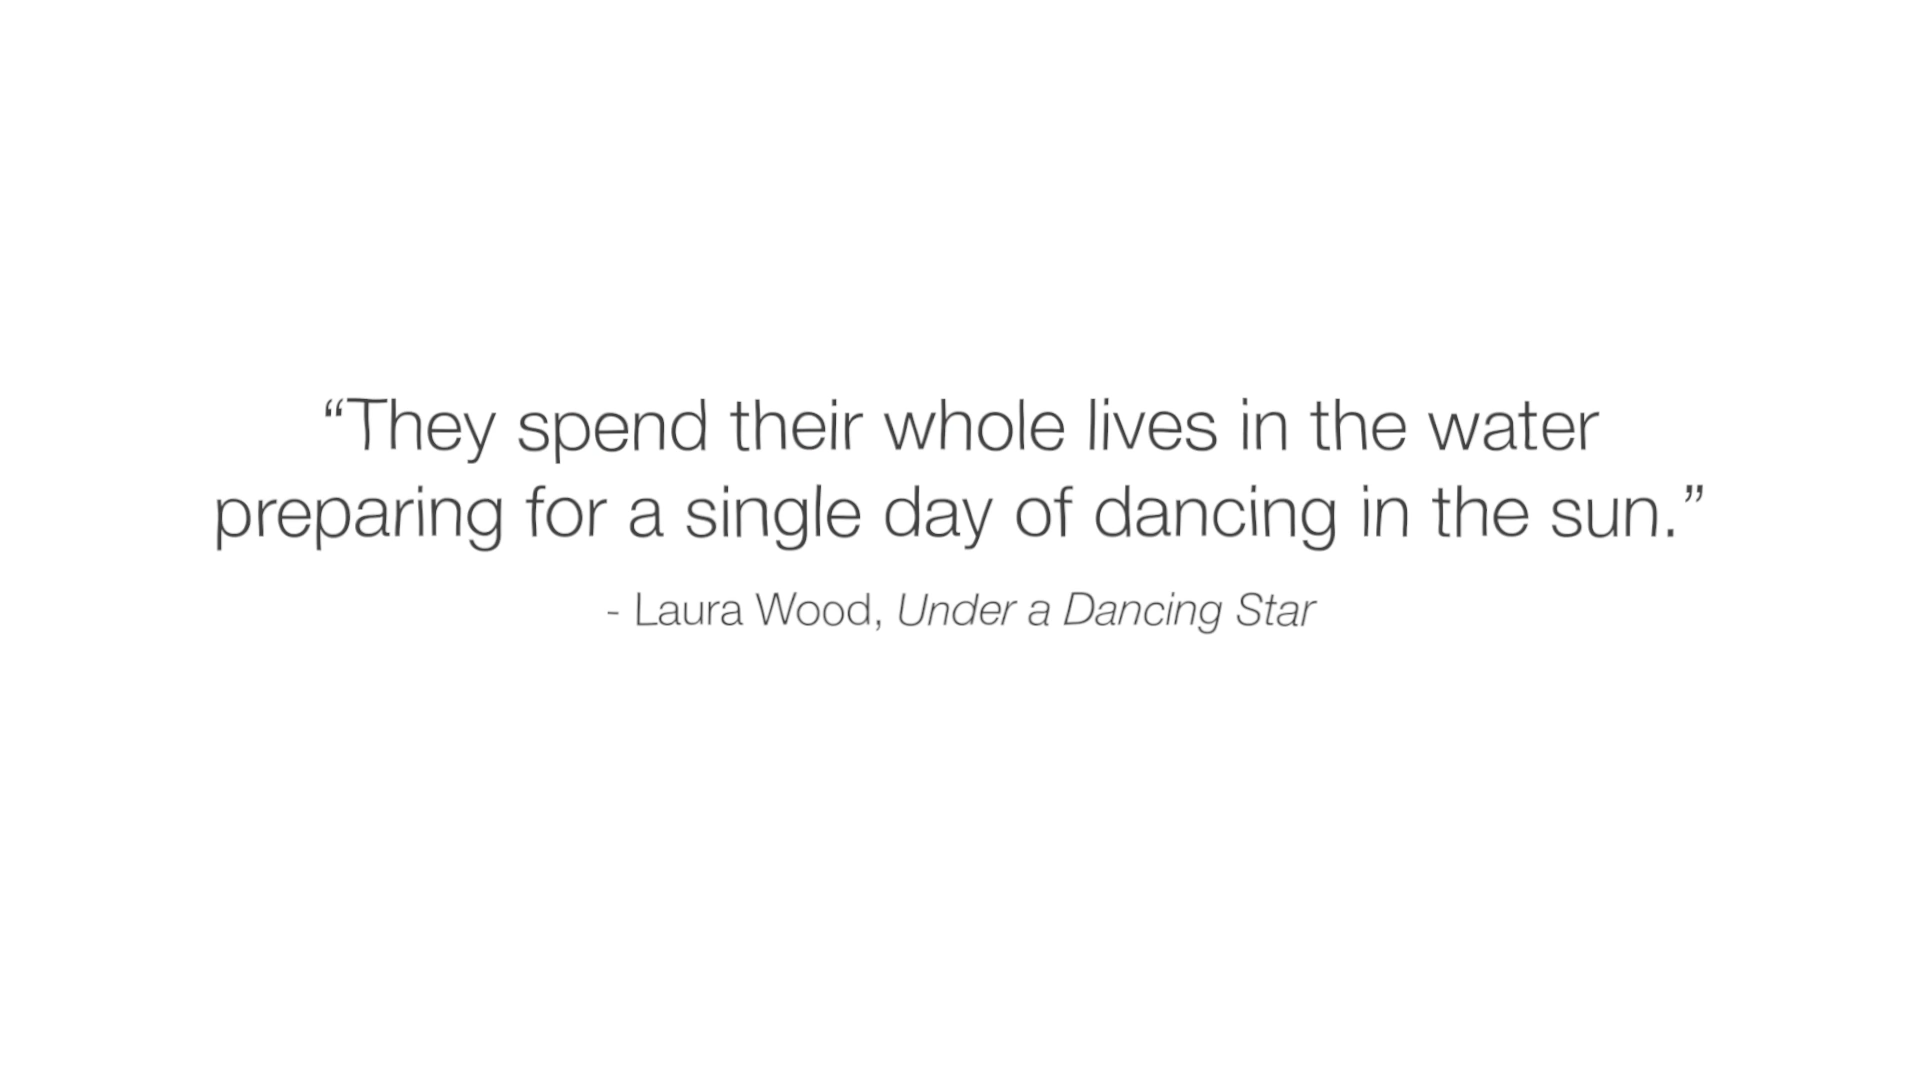 “They spend their whole lives in the water
preparing for a single day of dancing in the sun.”
- Laura Wood, Under a Dancing Star